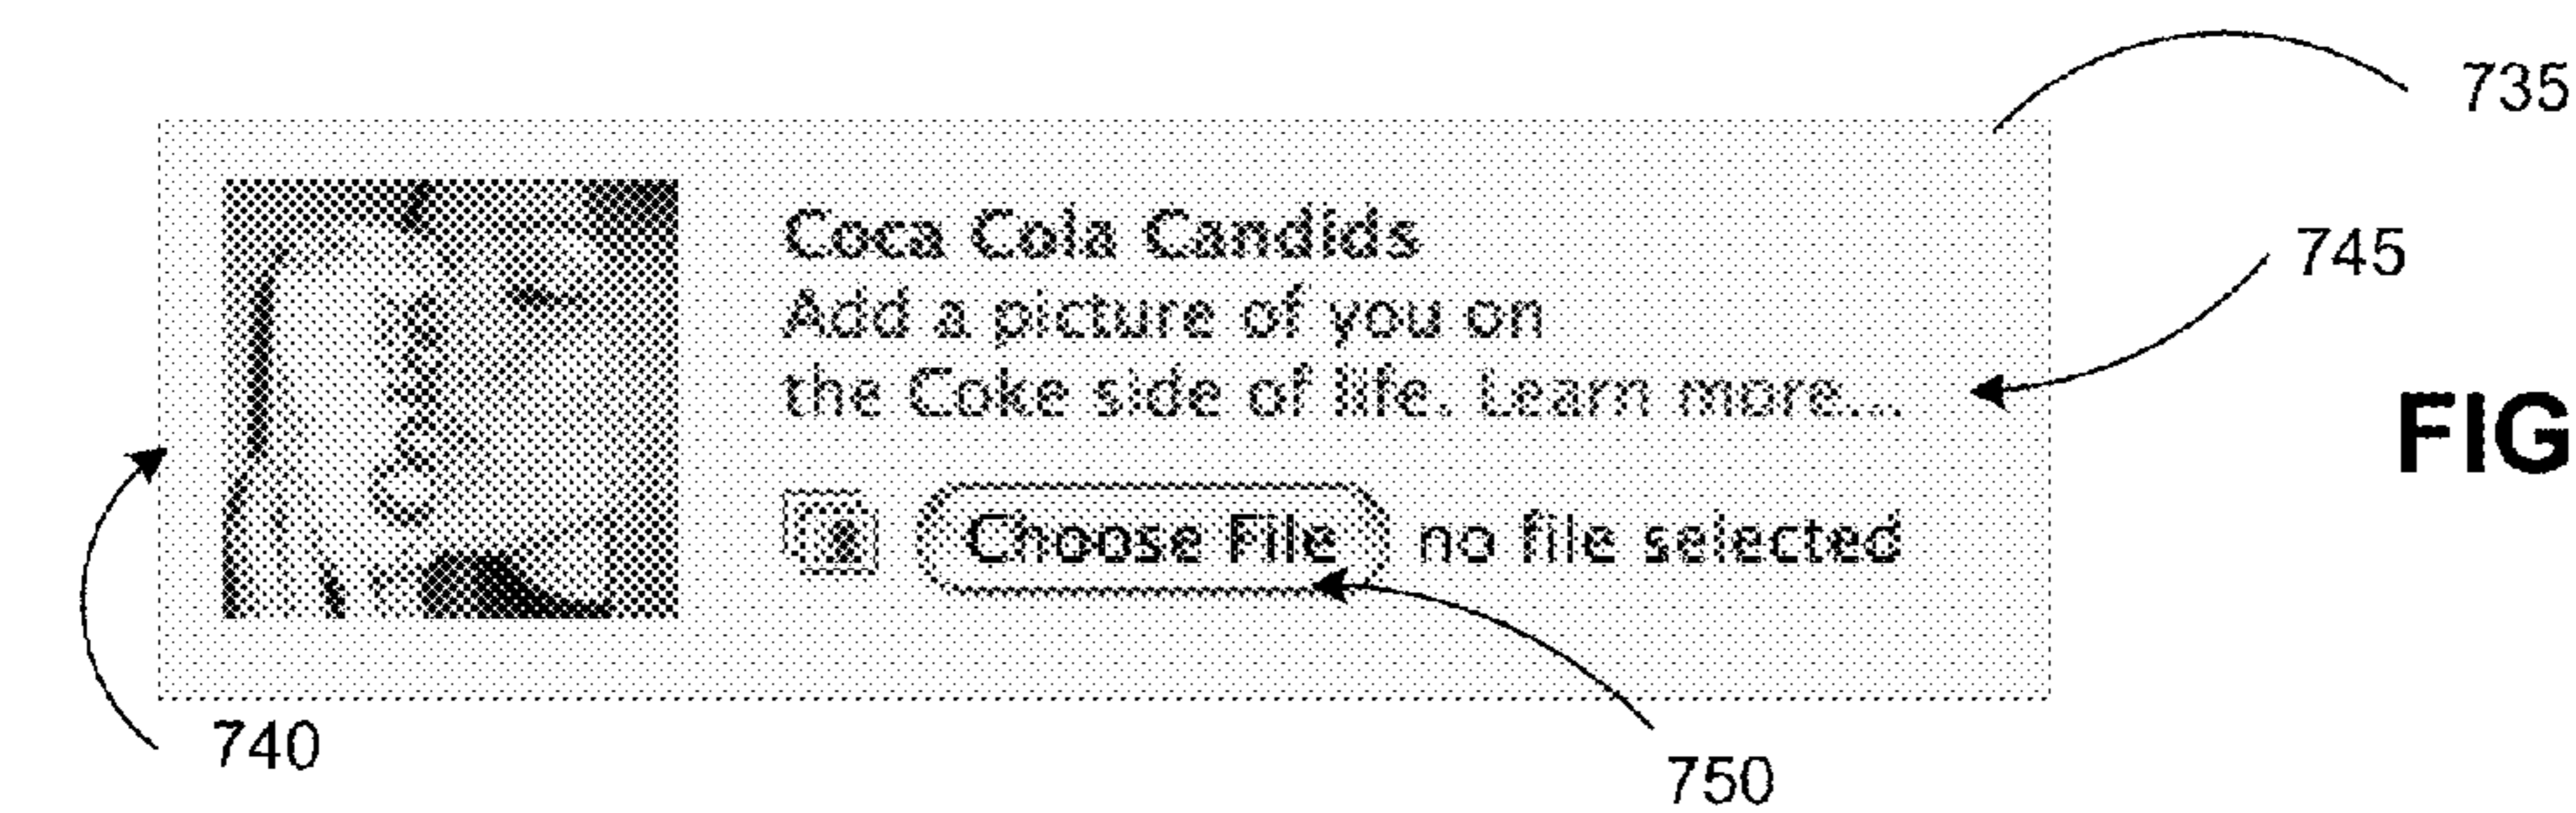 735
Coca Cola Candids
745
Add a picture of you on
the Coke side of life. Learn more...
FIG
Choose File no file selected
740
750